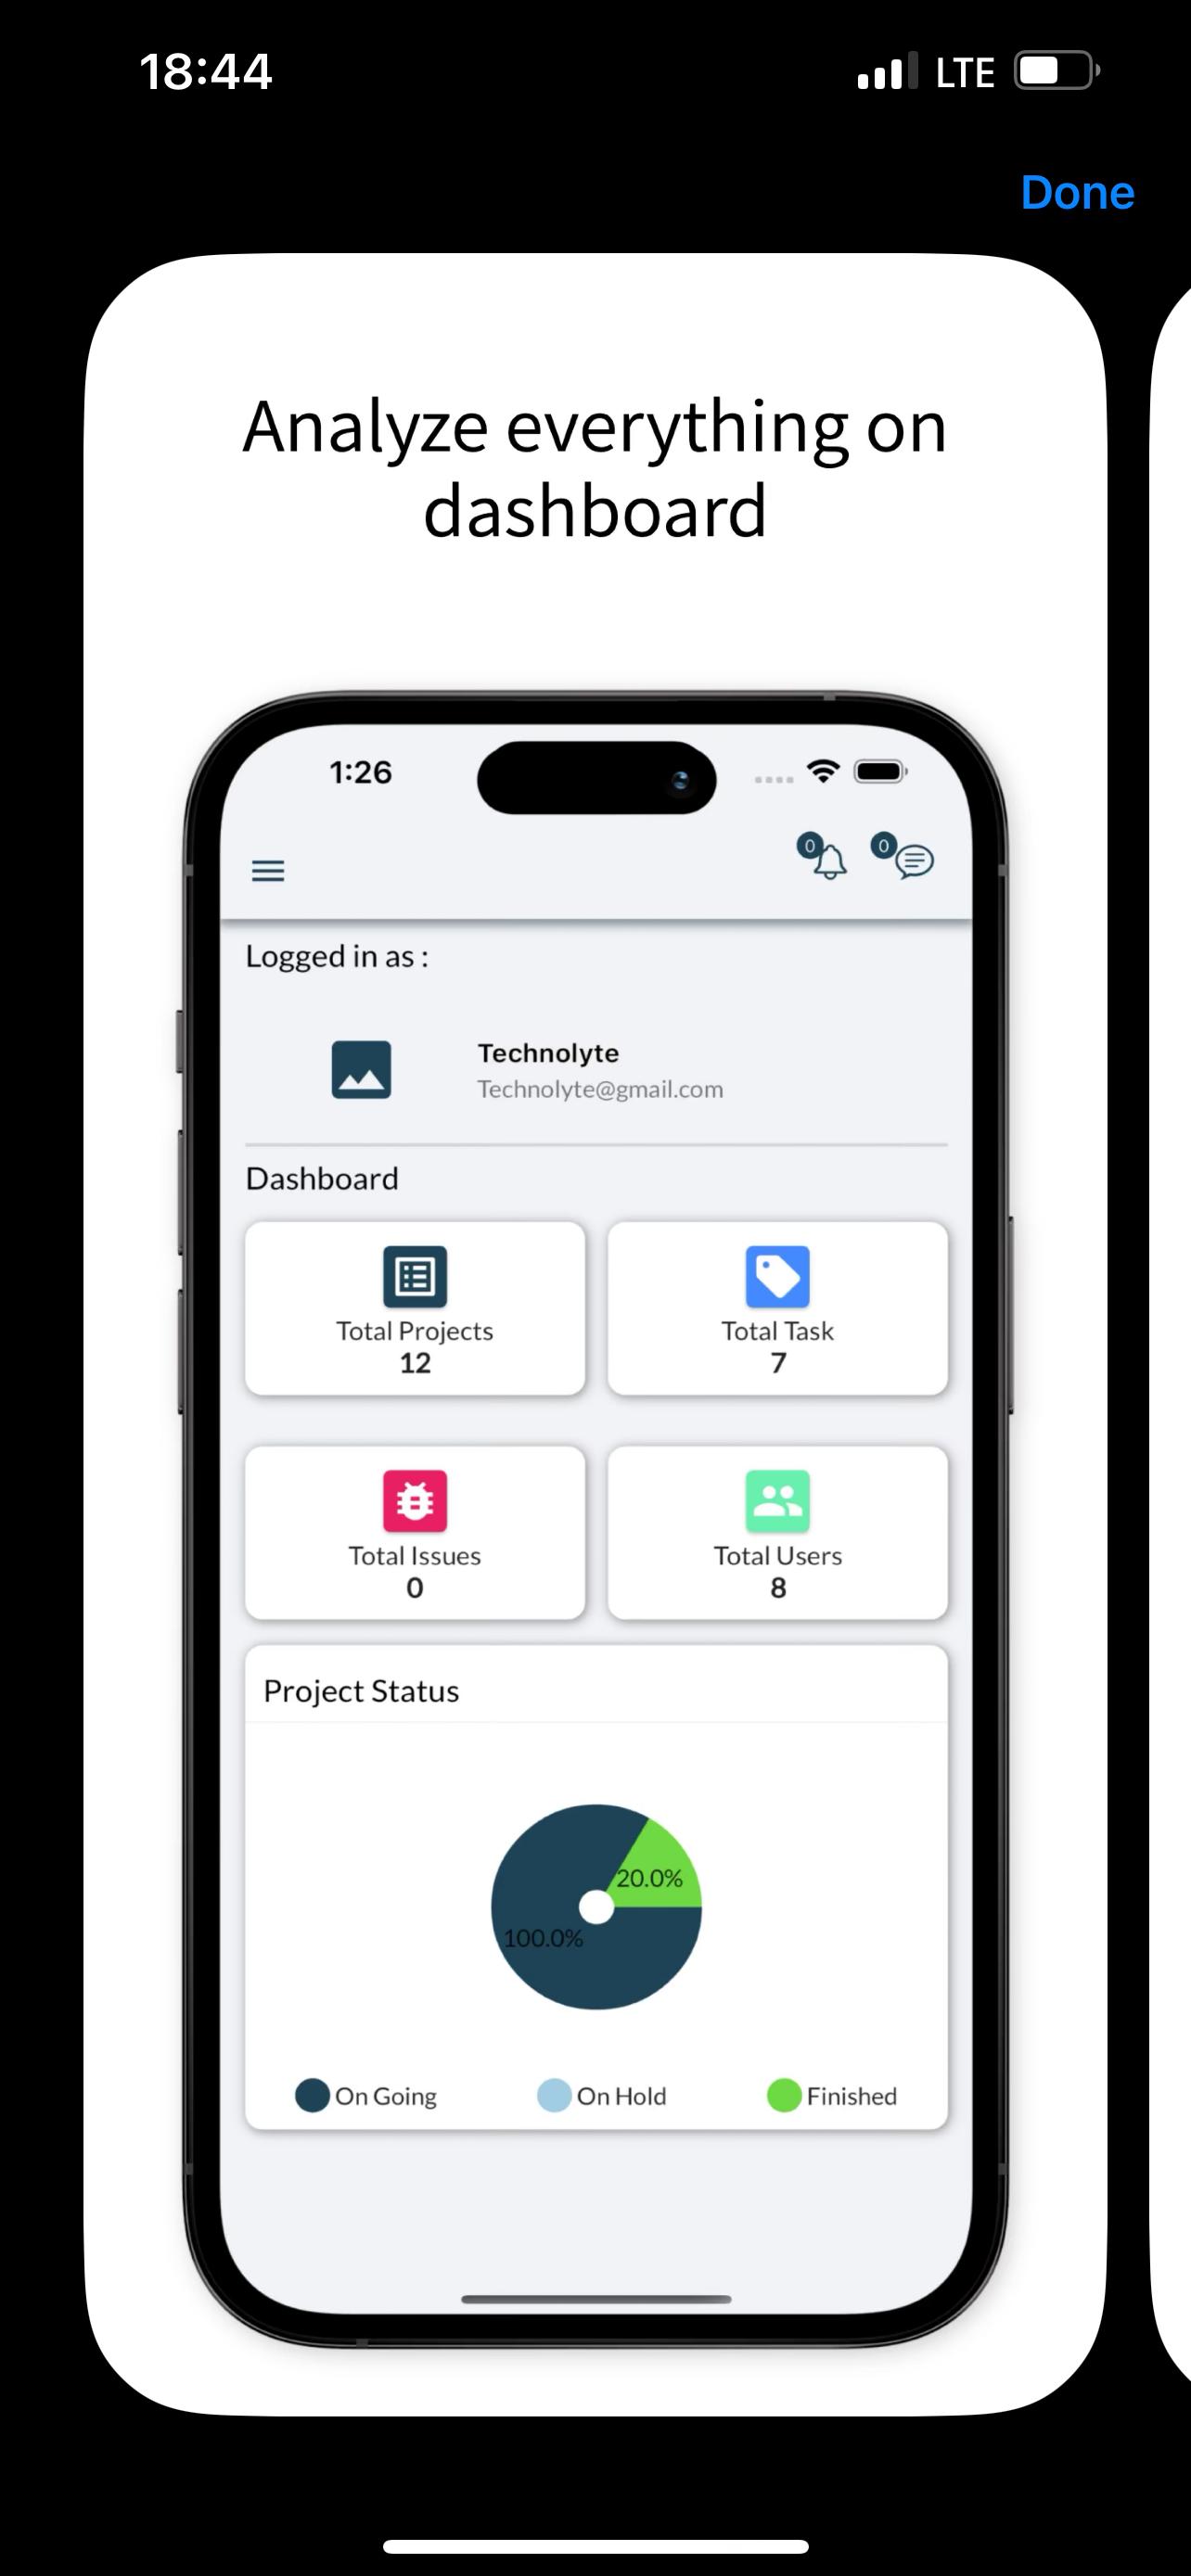 18:44
LTE
Done
Analyze everything on
dashboard
1:26
0
0
Logged in as :
Technolyte
Technolyte@gmail.com
Dashboard
Total Projects
12
Total Task
7
Total Issues
0
Total Users
8
Project Status
20.0%
100.0%
On Going
On Hold
Finished